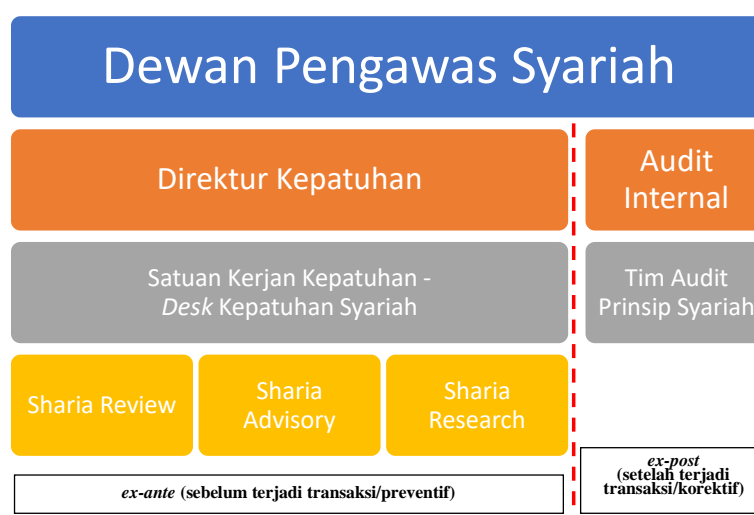 Dewan Pengawas Syariah
Direktur Kepatuhan
Audit
Internal
Satuan Kerjan Kepatuhan -
Desk Kepatuhan Syariah
Tim Audit
Prinsip Syariah
Sharia Review
Sharia
Advisory
Sharia
Research
ex-ante (sebelum terjadi transaksi/preventif)
ex-post
(setelah terjadi
transaksi/korektif)